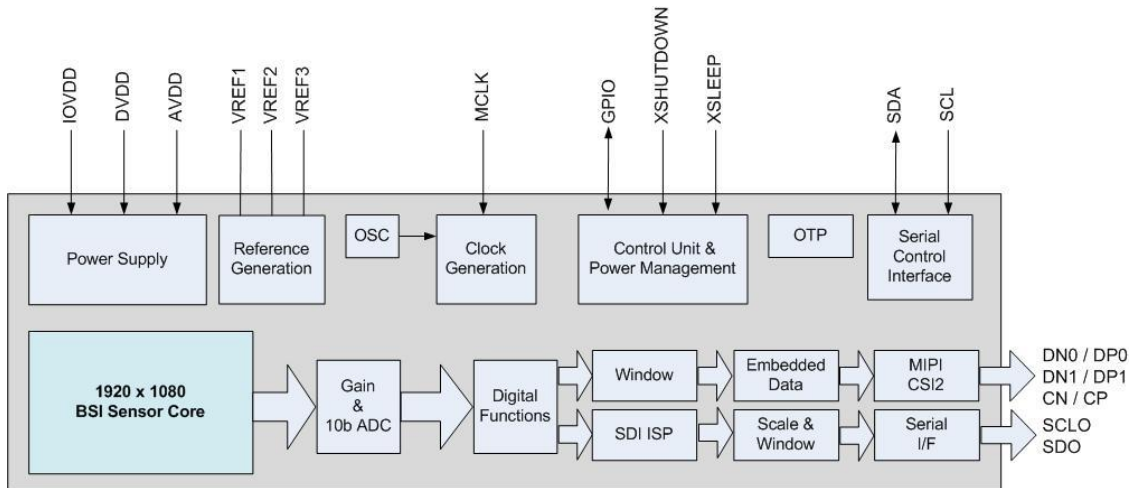 IOVDD
DVDD
AVDD
VREF1
VREF2
VREF3
MCLK
GPIO
XSHUTDOWN
XSLEEP
SDA
SCL
Power Supply
Reference
Generation
OSC
Clock
Generation
Control Unit &
Power Management
OTP
Serial
Control
Interface
1920 x 1080
BSI Sensor Core
Gain
&
10b ADC
Digital
Functions
Window
Embedded
Data
MIPI
CSI2
DN0 / DP0
DN1 / DP1
CN / CP
SDI ISP
Scale &
Window
Serial
I/F
SCLO
SDO